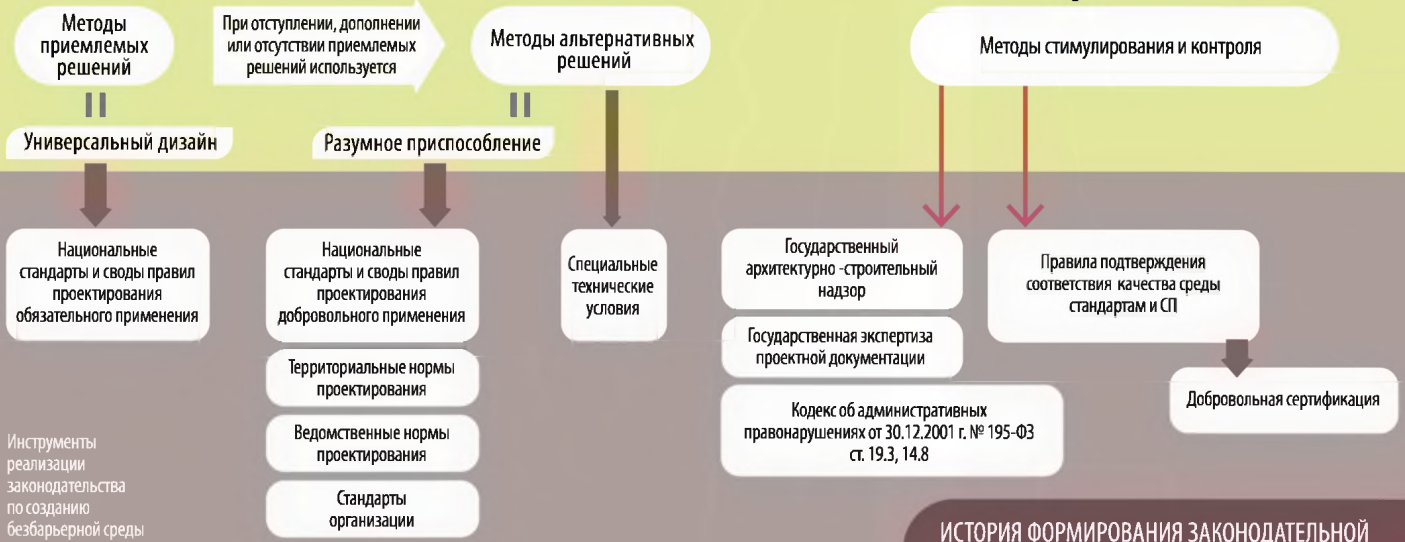 Методы
приемлемых
решений
При отступлении, дополнении
или отсутствии приемлемых
решений используется
Методы альтернативных
решений
Методы стимулирования и контроля
Универсальный дизайн
Разумное приспособление
Национальные
стандарты и своды правил
проектирования
обязательного применения
Национальные
стандарты и своды правил
проектирования
добровольного применения
Территориальные нормы
проектирования
Ведомственные нормы
проектирования
Стандарты
организации
Специальные
технические
условия
Государственный
архитектурно -строительный
надзор
Государственная экспертиза
проектной документации
Кодекс об административных
правонарушениях от 30.12.2001 г. № 195-ФЗ
ст. 19.3, 14.8
Правила подтверждения
соответствия качества среды
стандартам и СП
Добровольная сертификация
Инструменты
реализации
законодательства
по созданию
безбарьерной среды
ИСТОРИЯ ФОРМИРОВАНИЯ ЗАКОНОДАТЕЛЬНОЙ